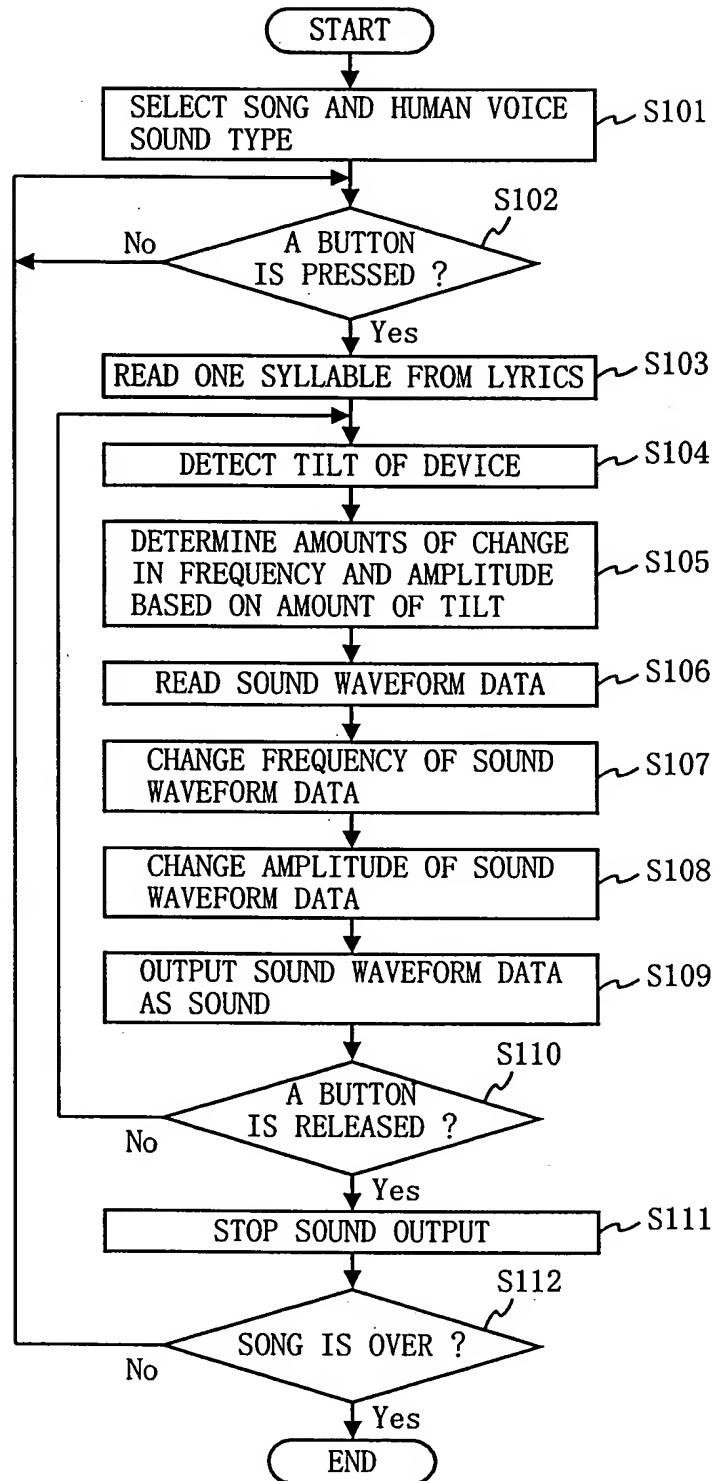 START
SELECT SONG AND HUMAN VOICE
SOUND TYPE
S101
S102
A BUTTON
IS PRESSED ?
No
Yes
READ ONE SYLLABLE FROM LYRICS
S103
DETECT TILT OF DEVICE
S104
DETERMINE AMOUNTS OF CHANGE
IN FREQUENCY AND AMPLITUDE
BASED ON AMOUNT OF TILT
S105
READ SOUND WAVEFORM DATA
S106
CHANGE FREQUENCY OF SOUND
WAVEFORM DATA
S107
CHANGE AMPLITUDE OF SOUND
WAVEFORM DATA
S108
OUTPUT SOUND WAVEFORM DATA
AS SOUND
S109
S110
A BUTTON
IS RELEASED ?
No
Yes
STOP SOUND OUTPUT
S111
S112
SONG IS OVER ?
No
Yes
END